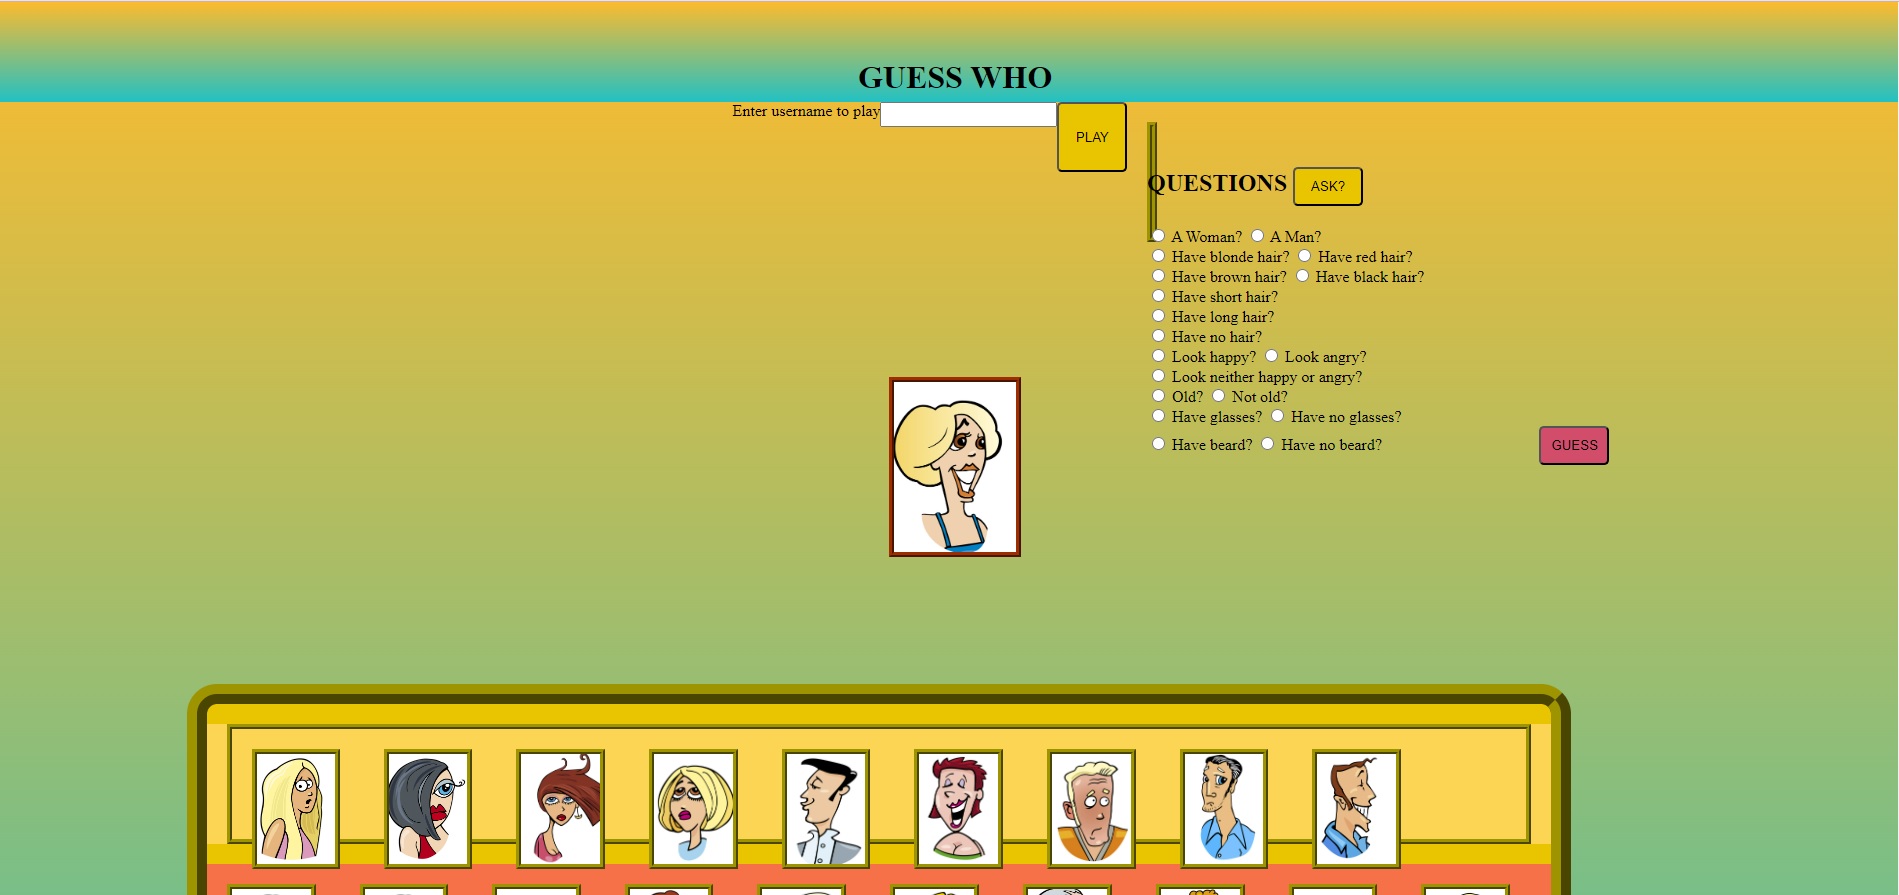 GUESS WHO
Enter username to play
PLAY
QUESTIONS ASK?
A Woman? A Man?
Have blonde hair? Have red hair?
Have brown hair? Have black hair?
Have short hair?
Have long hair?
Have no hair?
Look happy? Look angry?
Look neither happy or angry?
Old? Not old?
Have glasses? Have no glasses?
Have beard? Have no beard?
GUESS